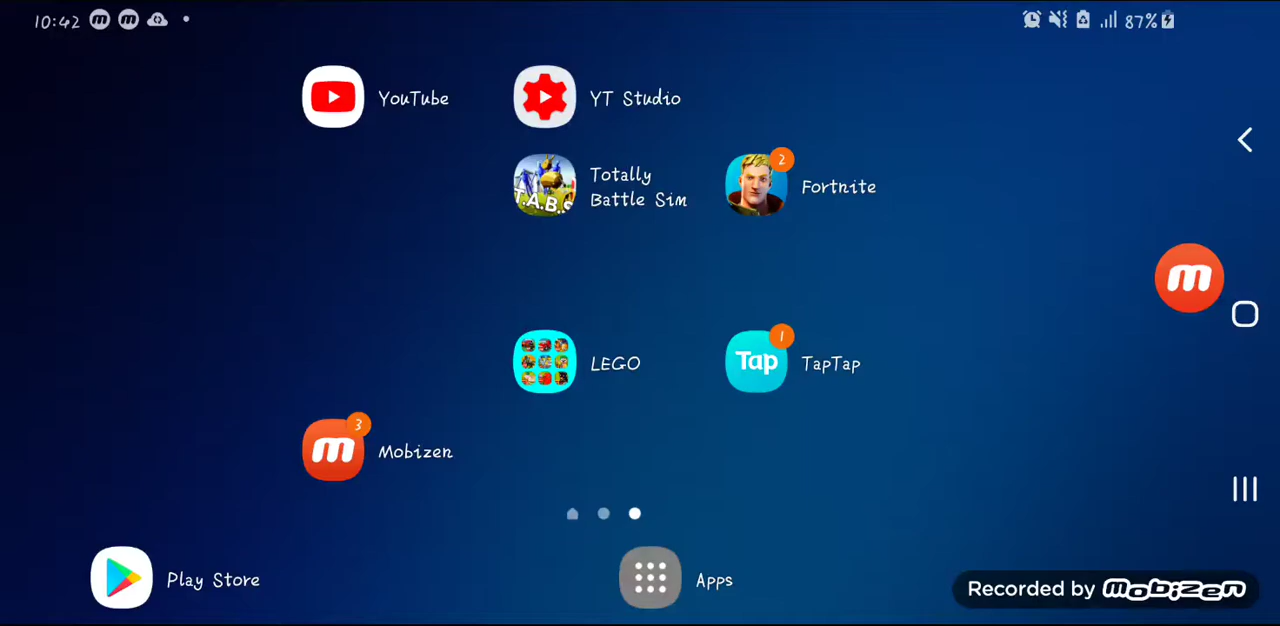 10:42
87%
YouTube
YT Studio
Totally
Battle Sim
T.A.B.S
2
Fortnite
LEGO
Tap
1
TapTap
m
3
Mobizen
m
Play Store
Apps
Recorded by mobizen